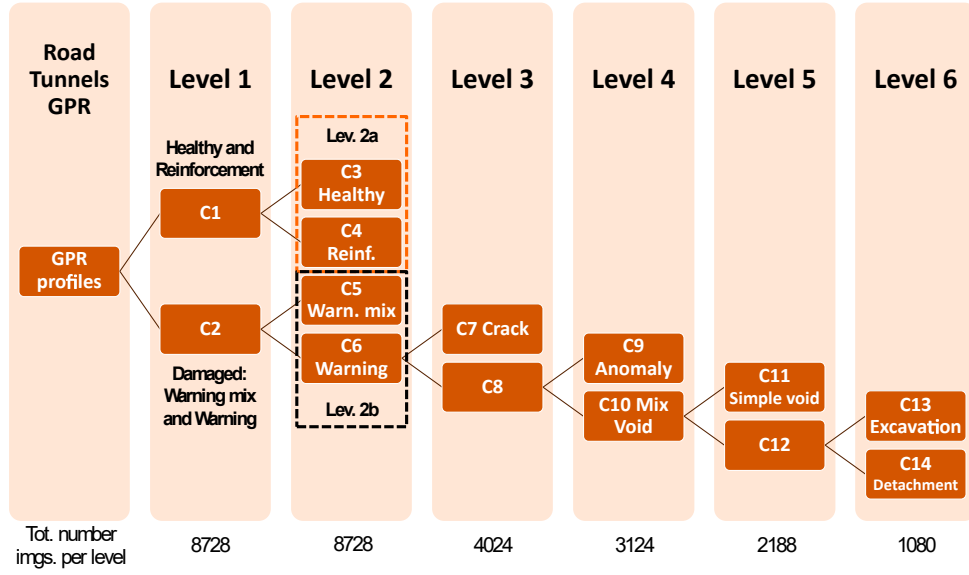 Road
Tunnels
GPR
Level 1
Level 2
Level 3
Level 4
Level 5
Level 6
Healthy and
Reinforcement
Lev. 2a
C3
Healthy
C1
C4
Reinf.
GPR
profiles
C5
Warn. mix
C2
C6
Warning
C7 Crack
C9
Anomaly
C8
C11
Simple void
Damaged:
Warning mix
and Warning
Lev. 2b
C10 Mix
Void
C13
Excavation
C12
C14
Detachment
Tot. number
imgs. per level
8728
8728
4024
3124
2188
1080